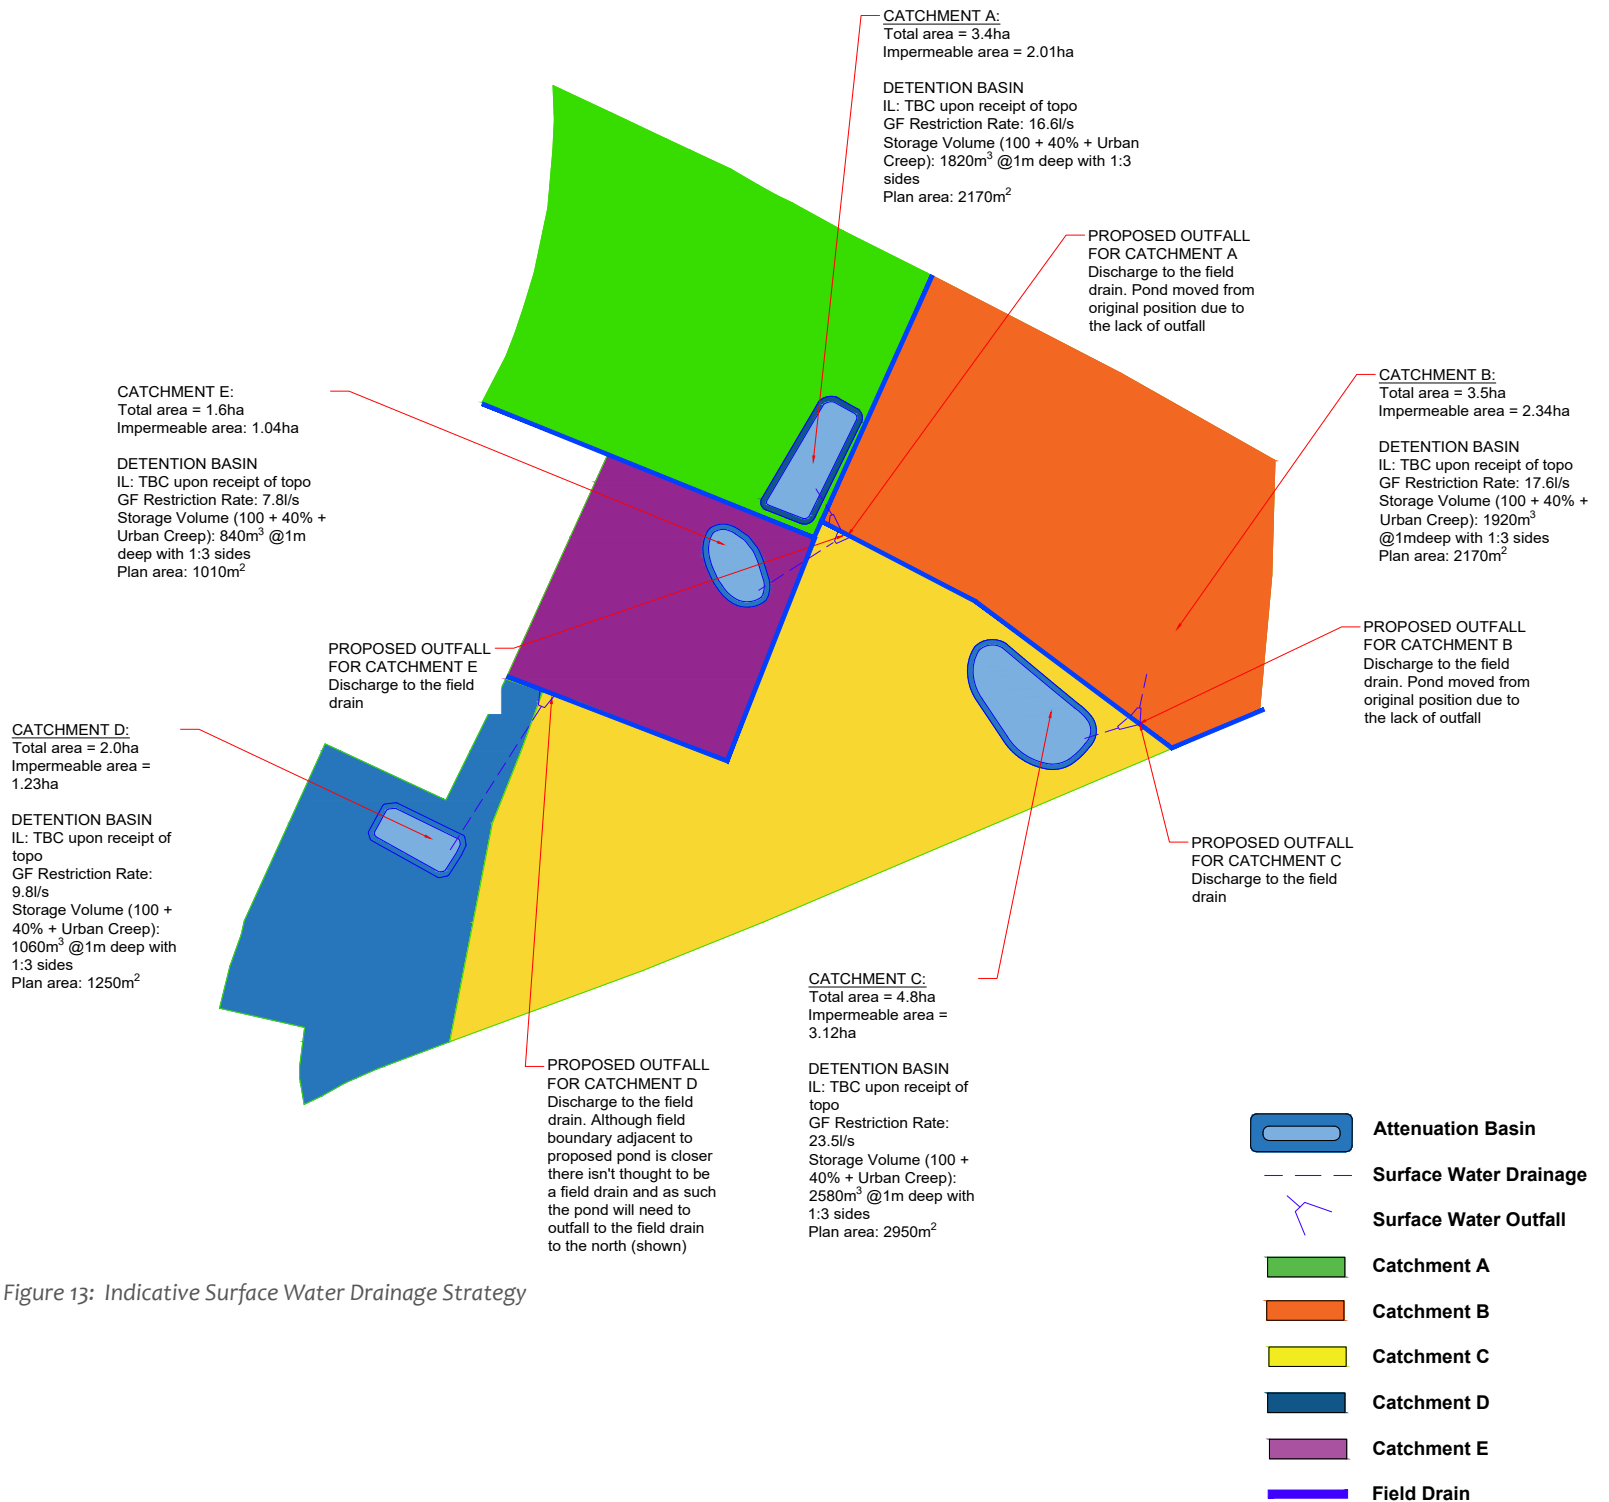 CATCHMENT A:
Total area = 3.4ha
Impermeable area = 2.01ha
DETENTION BASIN
IL: TBC upon receipt of topo
GF Restriction Rate: 16.6l/s
Storage Volume (100 + 40% + Urban
Creep): 1820m³ @1m deep with 1:3
sides
Plan area: 2170m²
PROPOSED OUTFALL
FOR CATCHMENT A
Discharge to the field
drain. Pond moved from
original position due to
the lack of outfall
CATCHMENT B:
Total area = 3.5ha
Impermeable area = 2.34ha
DETENTION BASIN
IL: TBC upon receipt of topo
GF Restriction Rate: 17.6l/s
Storage Volume (100 + 40% +
Urban Creep): 1920m³
@1mdeep with 1:3 sides
Plan area: 2170m²
CATCHMENT E:
Total area = 1.6ha
Impermeable area: 1.04ha
DETENTION BASIN
IL: TBC upon receipt of topo
GF Restriction Rate: 7.8l/s
Storage Volume (100 + 40% +
Urban Creep): 840m³ @1m
deep with 1:3 sides
Plan area: 1010m²
PROPOSED OUTFALL
FOR CATCHMENT E
Discharge to the field
drain
PROPOSED OUTFALL
FOR CATCHMENT B
Discharge to the field
drain. Pond moved from
original position due to
the lack of outfall
CATCHMENT D:
Total area = 2.0ha
Impermeable area =
1.23ha
DETENTION BASIN
IL: TBC upon receipt of
topo
GF Restriction Rate:
9.8l/s
Storage Volume (100 +
40% + Urban Creep):
1060m³ @1m deep with
1:3 sides
Plan area: 1250m²
PROPOSED OUTFALL
FOR CATCHMENT C
Discharge to the field
drain
CATCHMENT C:
Total area = 4.8ha
Impermeable area =
3.12ha
DETENTION BASIN
IL: TBC upon receipt of
topo
GF Restriction Rate:
23.5l/s
Storage Volume (100 +
40% + Urban Creep):
2580m³ @1m deep with
1:3 sides
Plan area: 2950m²
PROPOSED OUTFALL
FOR CATCHMENT D
Discharge to the field
drain. Although field
boundary adjacent to
proposed pond is closer
there isn't thought to be
a field drain and as such
the pond will need to
outfall to the field drain
to the north (shown)
Attenuation Basin
Surface Water Drainage
Surface Water Outfall
Catchment A
Catchment B
Catchment C
Catchment D
Catchment E
Field Drain
Figure 13: Indicative Surface Water Drainage Strategy